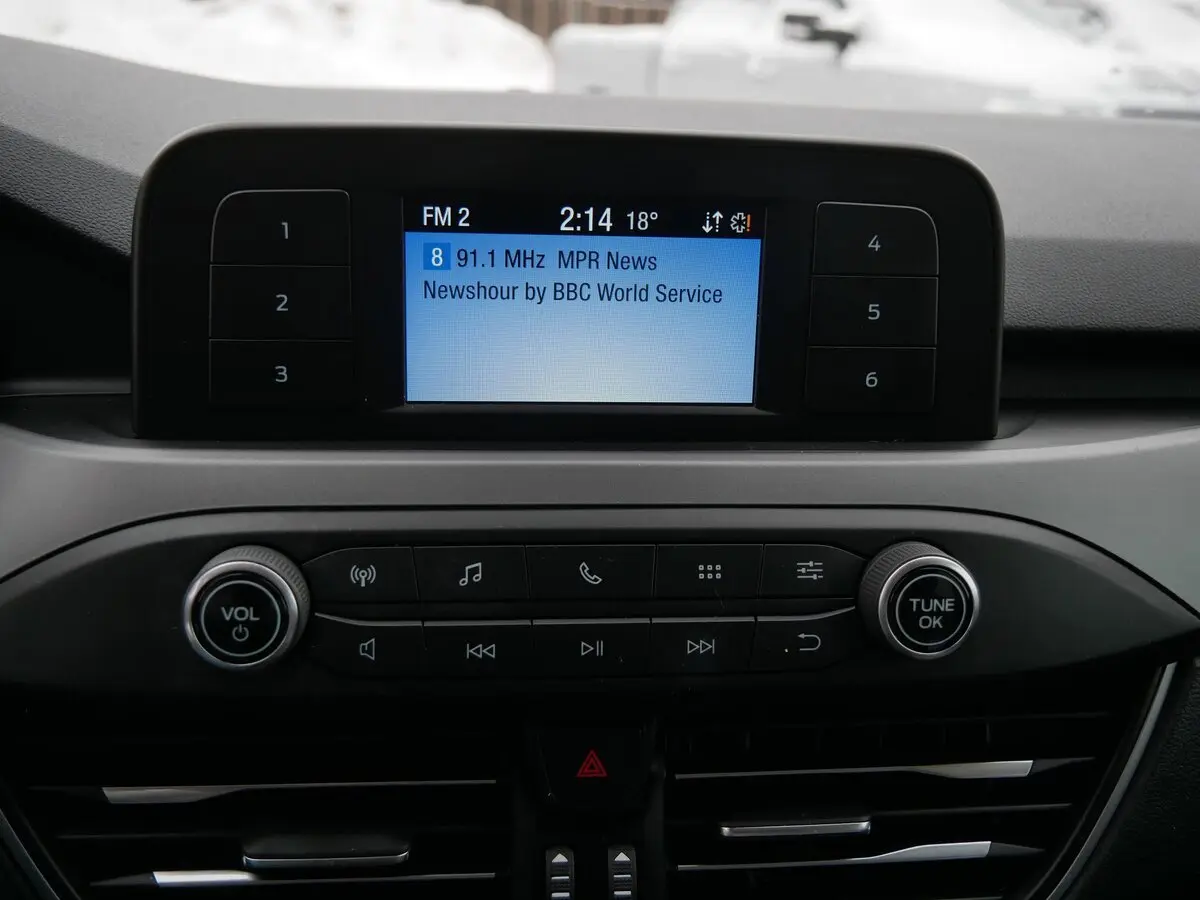 FM 2 2:14 18°
8 91.1 MHz MPR News
Newshour by BBC World Service
1
2
3
4
5
6
VOL
TUNE
OK